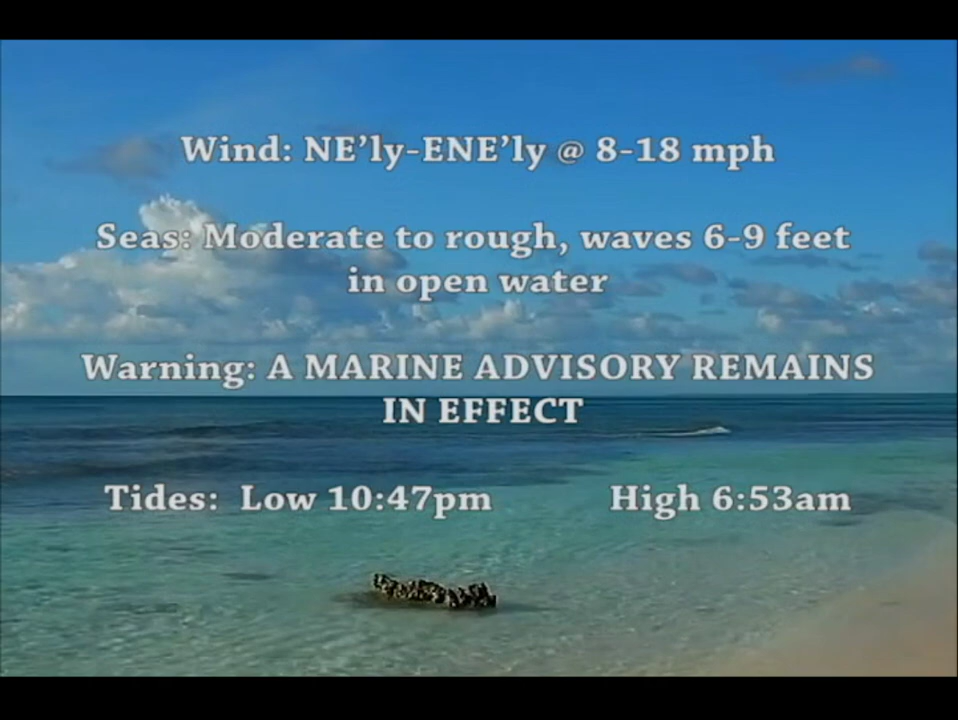 Wind: NE’ly-ENE’ly @ 8-18 mph
Seas: Moderate to rough, waves 6-9 feet
in open water
Warning: A MARINE ADVISORY REMAINS
IN EFFECT
Tides: Low 10:47pm High 6:53am